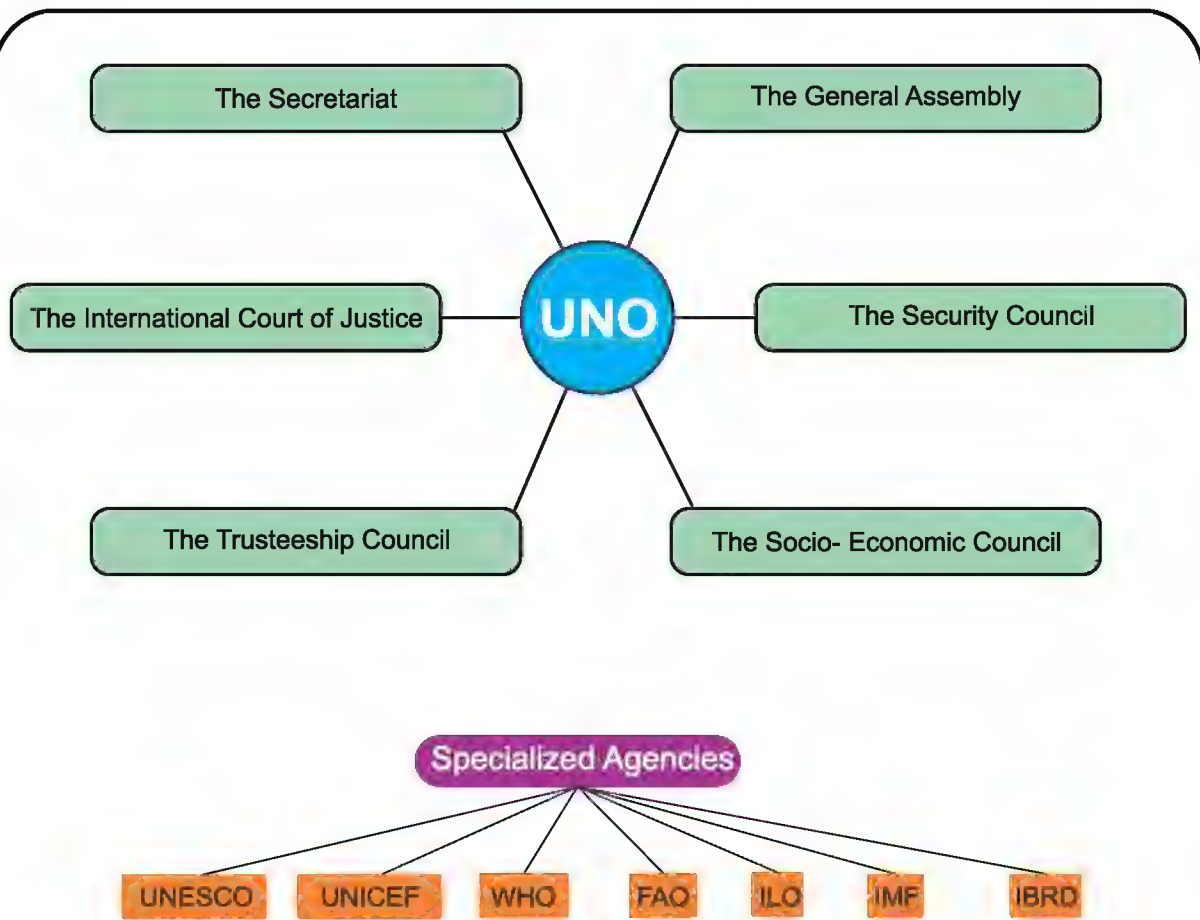 The Secretariat
The General Assembly
The International Court of Justice
UNO
The Security Council
The Trusteeship Council
The Socio- Economic Council
Specialized Agencies
UNESCO
UNICEF
WHO
FAO
ILO
IMF
IBRD